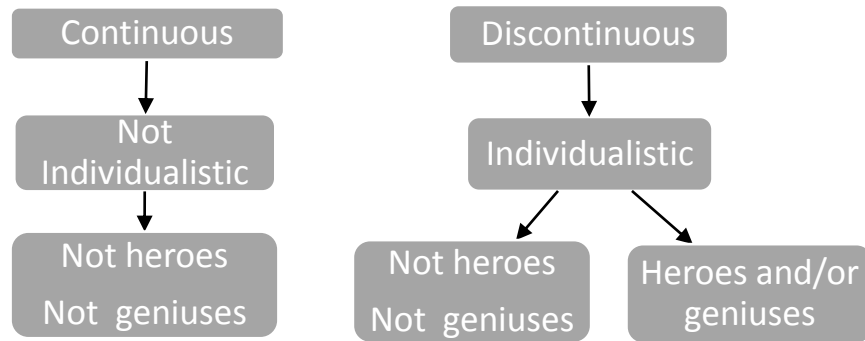 Continuous
Not
Individualistic
Not heroes
Not geniuses
Discontinuous
Individualistic
Not heroes
Not geniuses
Heroes and/or
geniuses